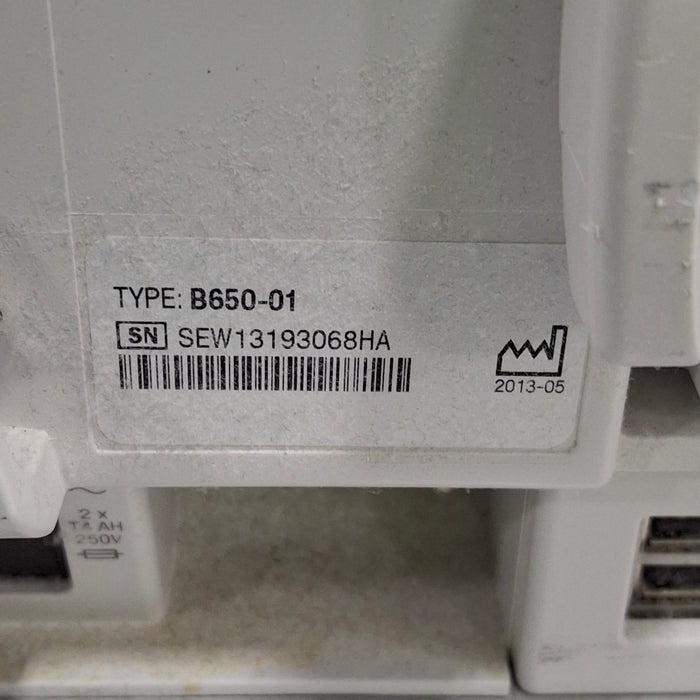 TYPE: B650-01
SN SEW13193068HA
2013-05
2 x
T4 AH
250V